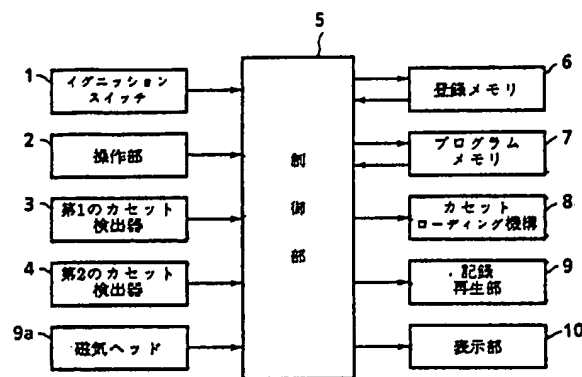 5
1
イグニッション
スイッチ
2
操作部
3
第1のカセット
検出器
4
第2のカセット
検出器
9a
磁気ヘッド
制
御
部
6
登録メモリ
7
プログラム
メモリ
8
カセット
ローディング機構
9
記録
再生部
10
表示部